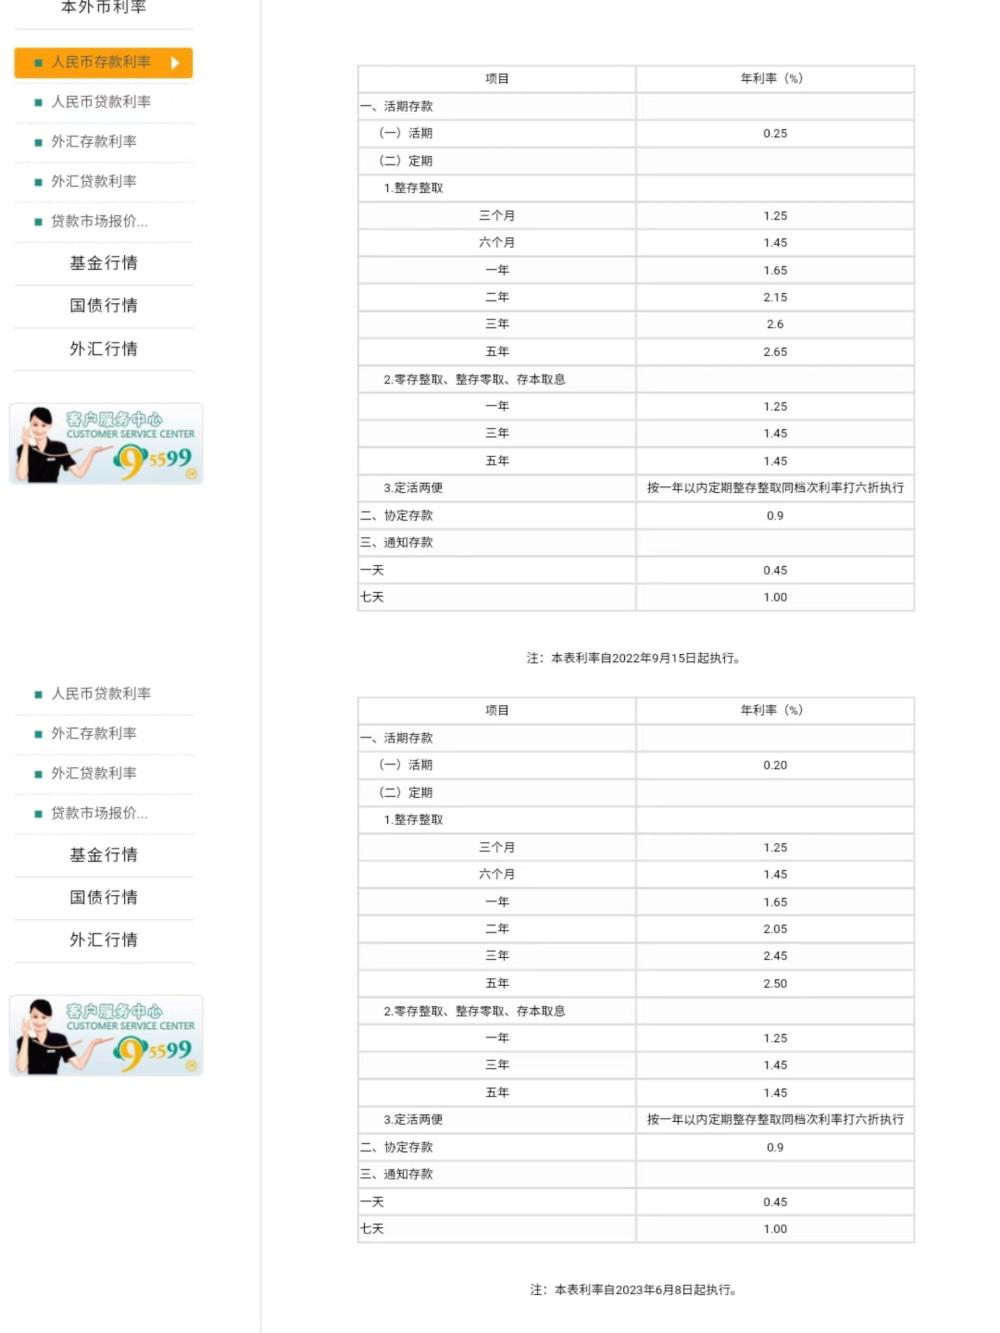 本外币利率
人民币存款利率
人民币贷款利率
外汇存款利率
外汇贷款利率
贷款市场报价...
基金行情
国债行情
外汇行情
客户服务中心
CUSTOMER SERVICE CENTER
95599
项目 年利率（%）
一、活期存款
（一）活期 0.25
（二）定期
1.整存整取
三个月 1.25
六个月 1.45
一年 1.65
二年 2.15
三年 2.6
五年 2.65
2.零存整取、整存零取、存本取息
一年 1.25
三年 1.45
五年 1.45
3.定活两便 按一年以内定期整存整取同档次利率打六折执行
二、协定存款 0.9
三、通知存款
一天 0.45
七天 1.00
注：本表利率自2022年9月15日起执行。
人民币贷款利率
外汇存款利率
外汇贷款利率
贷款市场报价...
基金行情
国债行情
外汇行情
客户服务中心
CUSTOMER SERVICE CENTER
95599
项目 年利率（%）
一、活期存款
（一）活期 0.20
（二）定期
1.整存整取
三个月 1.25
六个月 1.45
一年 1.65
二年 2.05
三年 2.45
五年 2.50
2.零存整取、整存零取、存本取息
一年 1.25
三年 1.45
五年 1.45
3.定活两便 按一年以内定期整存整取同档次利率打六折执行
二、协定存款 0.9
三、通知存款
一天 0.45
七天 1.00
注：本表利率自2023年6月8日起执行。